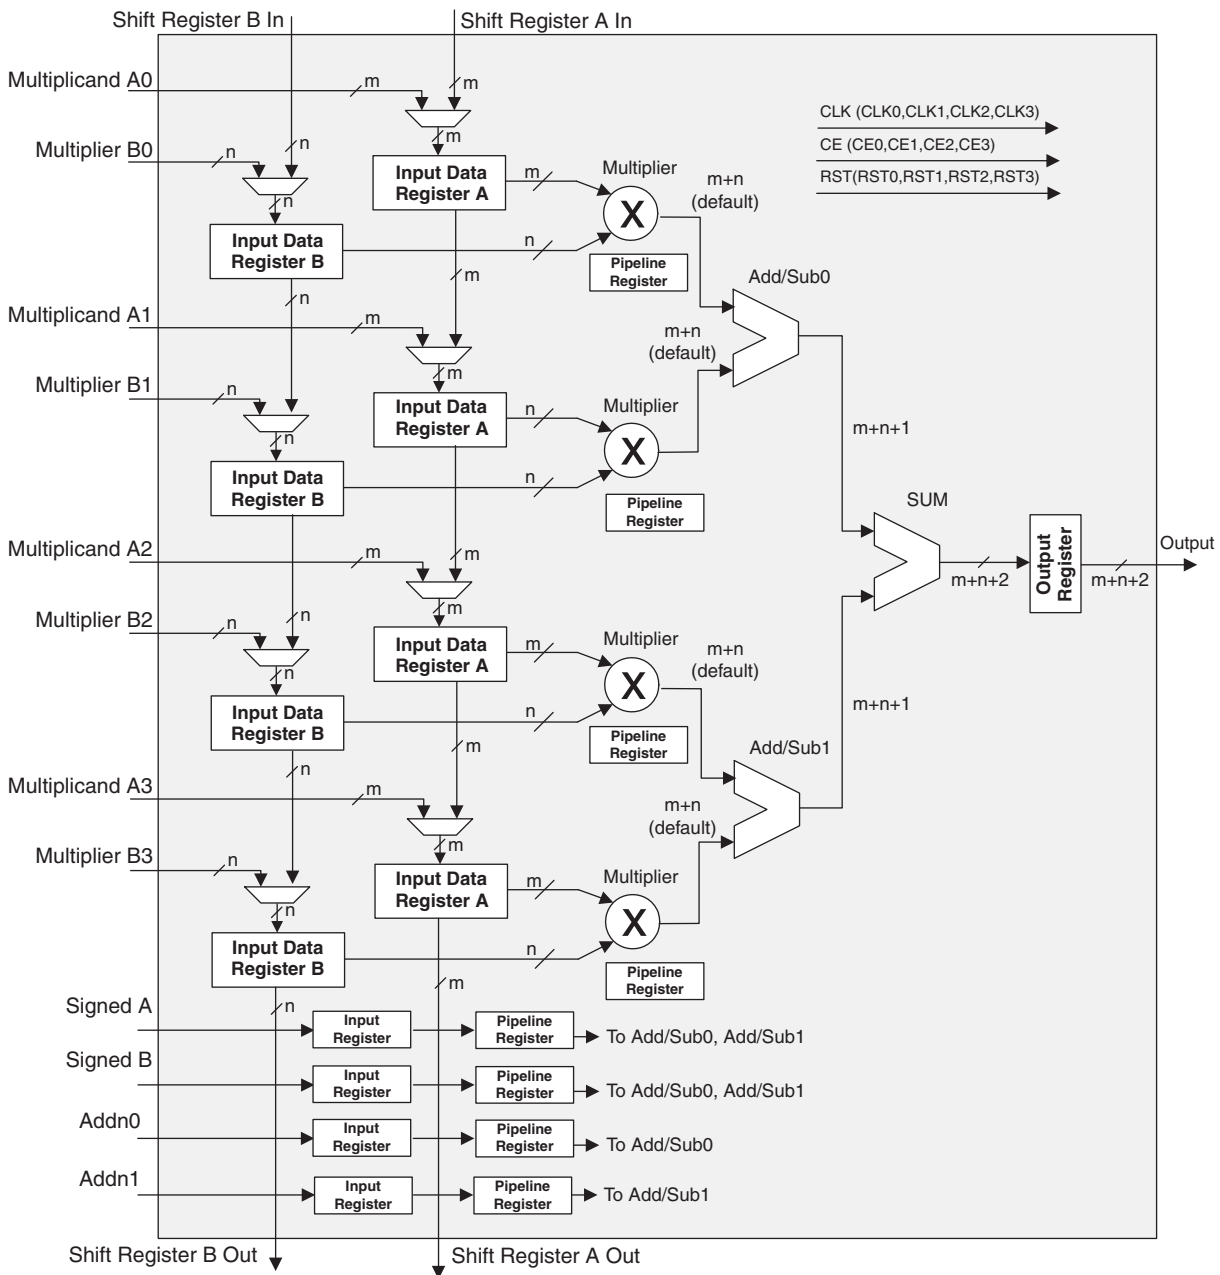 Shift Register B In
Shift Register A In
Multiplicand A0
m
m
CLK (CLK0,CLK1,CLK2,CLK3)
CE (CE0,CE1,CE2,CE3)
RST(RST0,RST1,RST2,RST3)
Multiplier B0
n
n
m
n
Input Data
Register A
m
Multiplier
X
m+n
(default)
Input Data
Register B
n
Pipeline
Register
m
n
Add/Sub0
Multiplicand A1
m
m+n
(default)
m
Multiplier B1
n
n
Input Data
Register A
n
Multiplier
X
m+n+1
Input Data
Register B
n
Pipeline
Register
SUM
Multiplicand A2
m
m
m
n
Multiplier B2
n
n
Input Data
Register A
m
Multiplier
X
m+n
(default)
m+n+2
Output
Register
m+n+2
Output
Input Data
Register B
n
Pipeline
Register
m
n
m+n+1
Add/Sub1
Multiplicand A3
m
m+n
(default)
m
Multiplier B3
n
n
Input Data
Register A
m
Multiplier
X
Input Data
Register B
n
Pipeline
Register
m
n
Signed A
Input
Register
Pipeline
Register
To Add/Sub0, Add/Sub1
Signed B
Input
Register
Pipeline
Register
To Add/Sub0, Add/Sub1
Addn0
Input
Register
Pipeline
Register
To Add/Sub0
Addn1
Input
Register
Pipeline
Register
To Add/Sub1
Shift Register B Out
Shift Register A Out